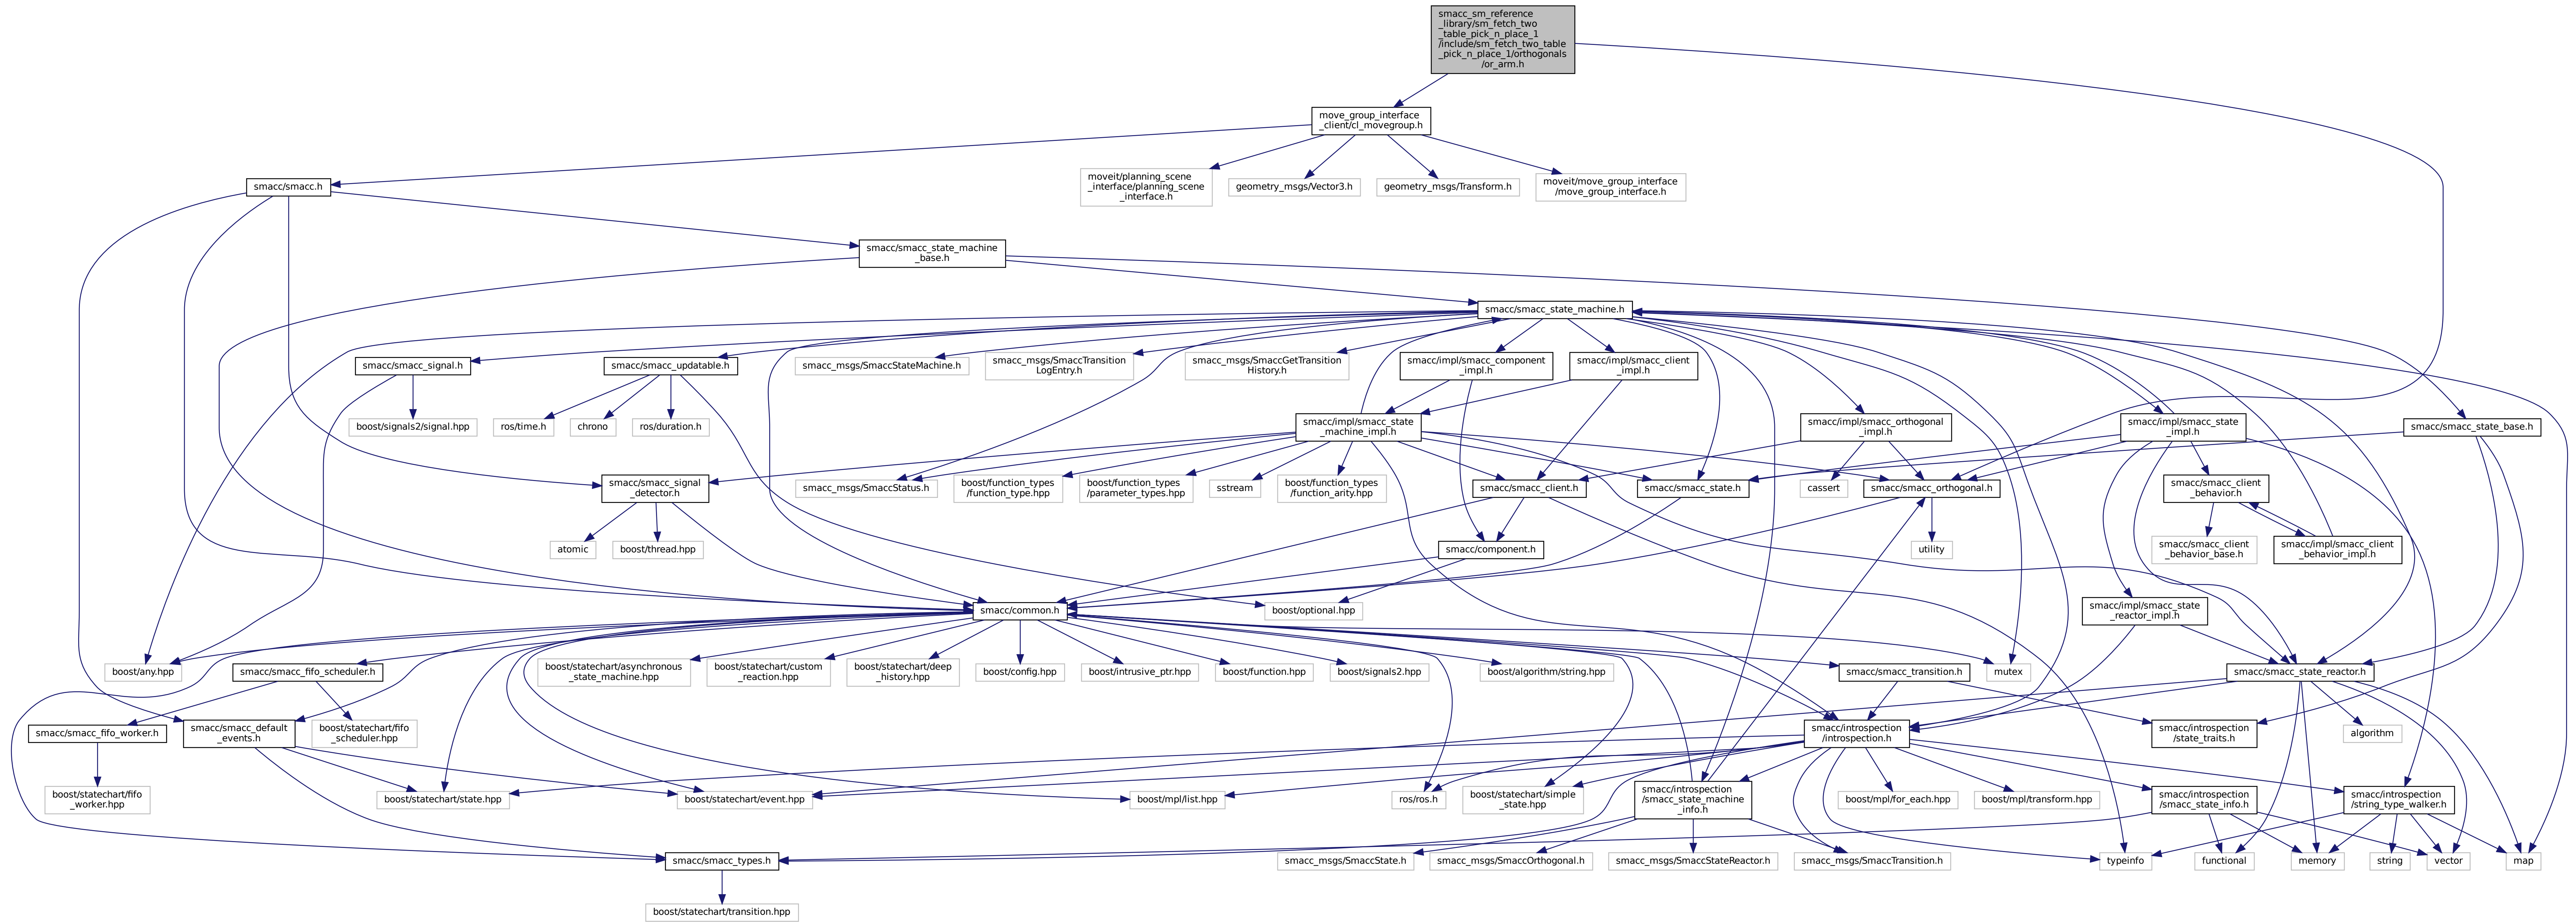 smacc_sm_reference
_library/sm_fetch_two
_table_pick_n_place_1
/include/sm_fetch_two_table
_pick_n_place_1/orthogonals
/or_arm.h
move_group_interface
_client/cl_movegroup.h
smacc/smacc.h
moveit/planning_scene
_interface/planning_scene
_interface.h
geometry_msgs/Vector3.h
geometry_msgs/Transform.h
moveit/move_group_interface
/move_group_interface.h
smacc/smacc_state_machine
_base.h
smacc/smacc_state_machine.h
smacc/smacc_signal.h
smacc/smacc_updatable.h
smacc_msgs/SmaccStateMachine.h
smacc_msgs/SmaccTransition
LogEntry.h
smacc_msgs/SmaccGetTransition
History.h
smacc/impl/smacc_component
_impl.h
smacc/impl/smacc_client
_impl.h
boost/signals2/signal.hpp
ros/time.h
chrono
ros/duration.h
smacc/impl/smacc_state
_machine_impl.h
smacc/impl/smacc_orthogonal
_impl.h
smacc/impl/smacc_state
_impl.h
smacc/smacc_state_base.h
smacc/smacc_signal
_detector.h
smacc_msgs/SmaccStatus.h
boost/function_types
/function_type.hpp
boost/function_types
/parameter_types.hpp
sstream
boost/function_types
/function_arity.hpp
smacc/smacc_client.h
smacc/smacc_state.h
cassert
smacc/smacc_orthogonal.h
smacc/smacc_client
_behavior.h
atomic
boost/thread.hpp
smacc/component.h
utility
smacc/smacc_client
_behavior_base.h
smacc/impl/smacc_client
_behavior_impl.h
smacc/common.h
boost/optional.hpp
smacc/impl/smacc_state
_reactor_impl.h
boost/any.hpp
smacc/smacc_fifo_scheduler.h
boost/statechart/asynchronous
_state_machine.hpp
boost/statechart/custom
_reaction.hpp
boost/statechart/deep
_history.hpp
boost/config.hpp
boost/intrusive_ptr.hpp
boost/function.hpp
boost/signals2.hpp
boost/algorithm/string.hpp
smacc/smacc_transition.h
mutex
smacc/smacc_state_reactor.h
smacc/smacc_fifo_worker.h
smacc/smacc_default
_events.h
boost/statechart/fifo
_scheduler.hpp
smacc/introspection
/introspection.h
smacc/introspection
/state_traits.h
algorithm
boost/statechart/fifo
_worker.hpp
boost/statechart/state.hpp
boost/statechart/event.hpp
boost/mpl/list.hpp
ros/ros.h
boost/statechart/simple
_state.hpp
smacc/introspection
/smacc_state_machine
_info.h
boost/mpl/for_each.hpp
boost/mpl/transform.hpp
smacc/introspection
/smacc_state_info.h
smacc/introspection
/string_type_walker.h
smacc/smacc_types.h
smacc_msgs/SmaccState.h
smacc_msgs/SmaccOrthogonal.h
smacc_msgs/SmaccStateReactor.h
smacc_msgs/SmaccTransition.h
typeinfo
functional
memory
string
vector
map
boost/statechart/transition.hpp